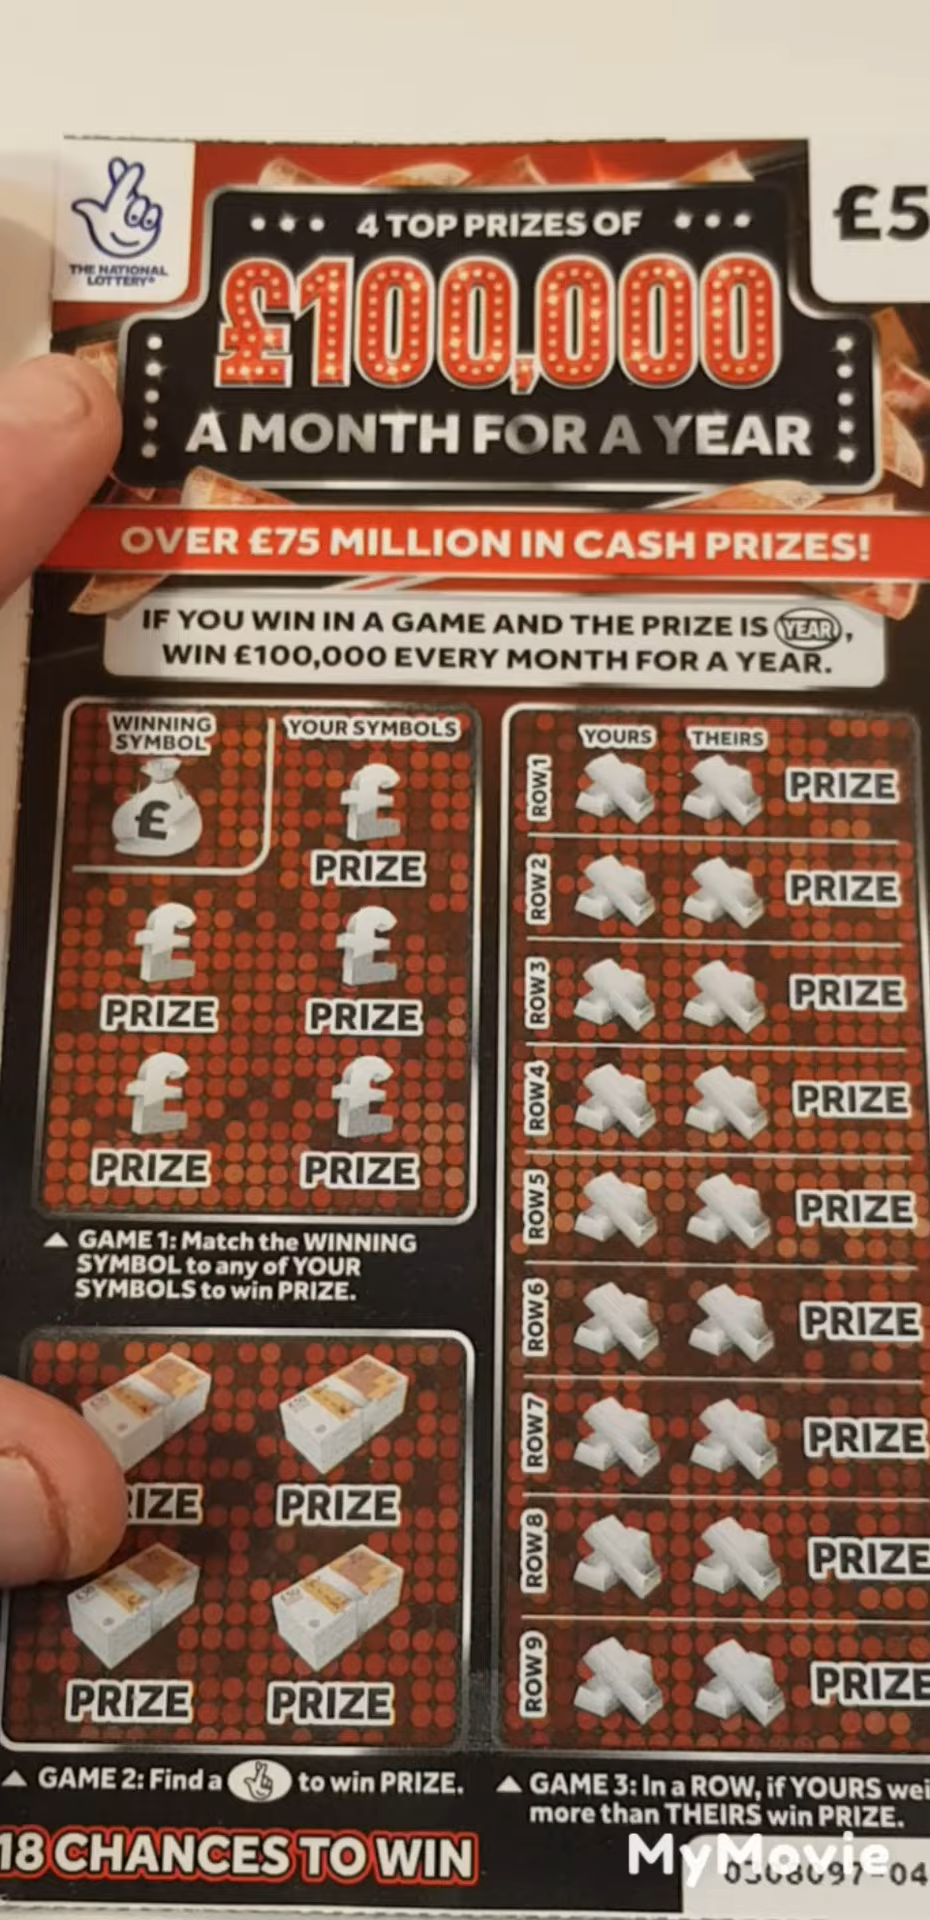 THE NATIONAL
LOTTERY®
£5
4 TOP PRIZES OF
£100,000
A MONTH FOR A YEAR
OVER £75 MILLION IN CASH PRIZES!
IF YOU WIN IN A GAME AND THE PRIZE IS YEAR,
WIN £100,000 EVERY MONTH FOR A YEAR.
WINNING
SYMBOL
£
YOUR SYMBOLS
£
PRIZE
£ £
PRIZE PRIZE
£ £
PRIZE PRIZE
▲ GAME 1: Match the WINNING
SYMBOL to any of YOUR
SYMBOLS to win PRIZE.
PRIZE
PRIZE PRIZE
▲ GAME 2: Find a to win PRIZE.
YOURS THEIRS
ROW 1 PRIZE
ROW 2 PRIZE
ROW 3 PRIZE
ROW 4 PRIZE
ROW 5 PRIZE
ROW 6 PRIZE
ROW 7 PRIZE
ROW 8 PRIZE
ROW 9 PRIZE
▲ GAME 3: In a ROW, if YOURS wei
more than THEIRS win PRIZE.
18 CHANCES TO WIN
MyMovie